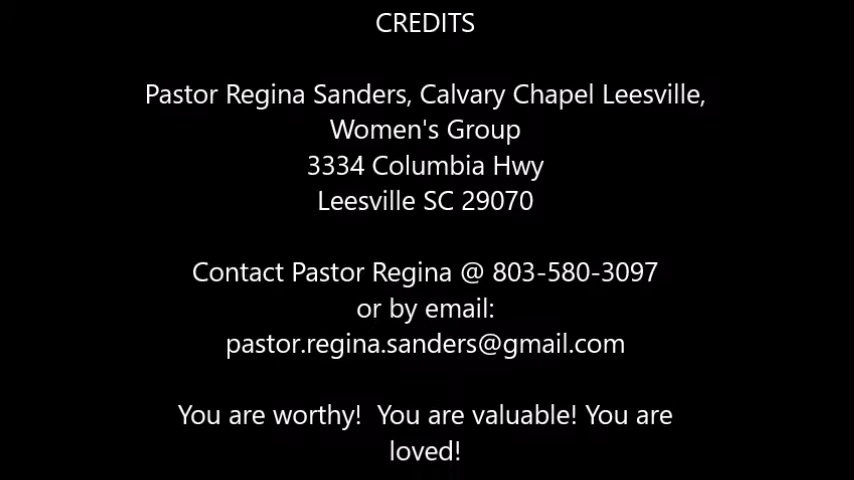 CREDITS
Pastor Regina Sanders, Calvary Chapel Leesville,
Women's Group
3334 Columbia Hwy
Leesville SC 29070
Contact Pastor Regina @ 803-580-3097
or by email:
pastor.regina.sanders@gmail.com
You are worthy!  You are valuable! You are
loved!